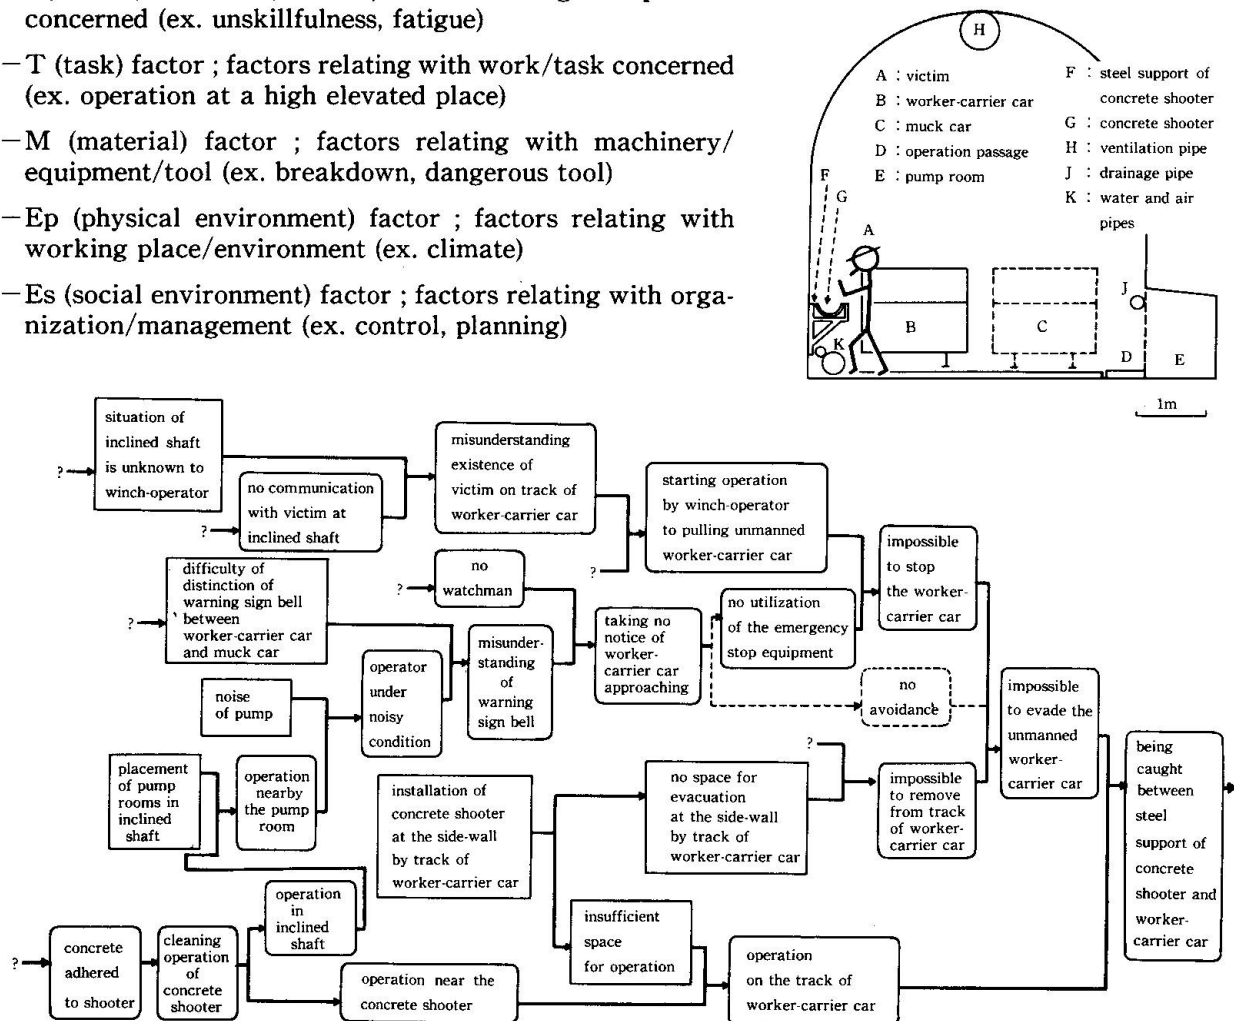 concerned (ex. unskillfulness, fatigue)
—T (task) factor ; factors relating with work/task concerned
(ex. operation at a high elevated place)
—M (material) factor ; factors relating with machinery/
equipment/tool (ex. breakdown, dangerous tool)
—Ep (physical environment) factor ; factors relating with
working place/environment (ex. climate)
—Es (social environment) factor ; factors relating with orga-
nization/management (ex. control, planning)
H
A : victim
B : worker-carrier car
C : muck car
D : operation passage
E : pump room
F : steel support of
concrete shooter
G : concrete shooter
H : ventilation pipe
J : drainage pipe
K : water and air
pipes
F
G
A
B
C
J
K
D
E
1m
situation of
inclined shaft
is unknown to
winch-operator
?
no communication
with victim at
inclined shaft
?
misunderstanding
existence of
victim on track of
worker-carrier car
starting operation
by winch-operator
to pulling unmanned
worker-carrier car
?
impossible
to stop
the worker-
carrier car
difficulty of
distinction of
warning sign bell
between
worker-carrier car
and muck car
?
no
watchman
?
taking no
notice of
worker-
carrier car
approaching
no utilization
of the emergency
stop equipment
misunder-
standing
of
warning
sign bell
operator
under
noisy
condition
noise
of pump
no
avoidance
impossible
to evade the
unmanned
worker-
carrier car
being
caught
between
steel
support of
concrete
shooter and
worker-
carrier car
placement
of pump
rooms in
inclined
shaft
operation
nearby
the pump
room
installation of
concrete shooter
at the side-wall
by track of
worker-carrier car
no space for
evacuation
at the side-wall
by track of
worker-carrier car
?
impossible
to remove
from track
of worker-
carrier car
operation
in
inclined
shaft
insufficient
space
for operation
?
concrete
adhered
to shooter
cleaning
operation
of
concrete
shooter
operation near the
concrete shooter
operation
on the track of
worker-carrier car